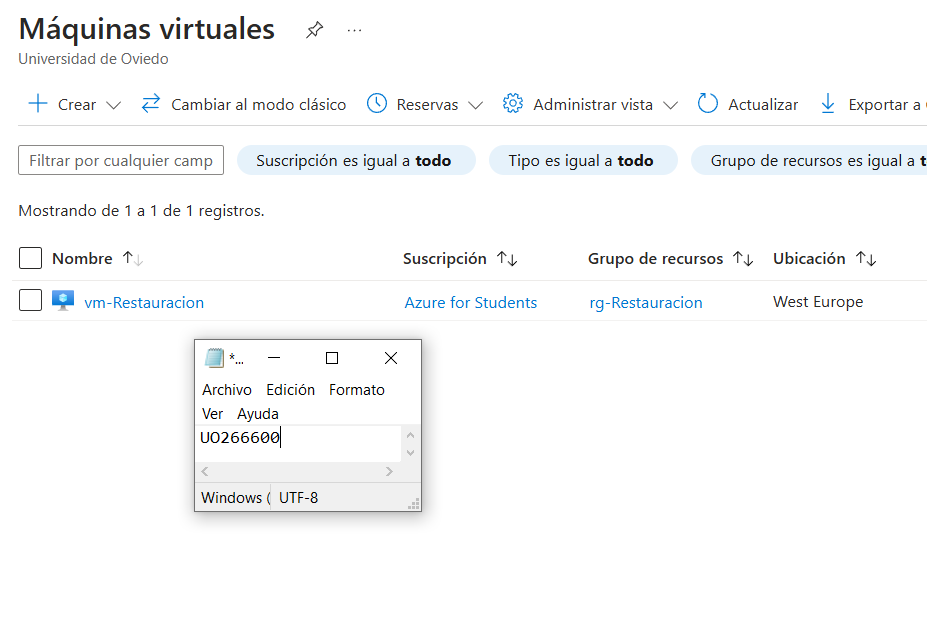 Máquinas virtuales
Universidad de Oviedo
Crear Cambiar al modo clásico Reservas Administrar vista Actualizar Exportar a
Filtrar por cualquier camp Suscripción es igual a todo Tipo es igual a todo Grupo de recursos es igual a t
Mostrando de 1 a 1 de 1 registros.
Nombre Suscripción Grupo de recursos Ubicación
vm-Restauracion Azure for Students rg-Restauracion West Europe
*...
Archivo Edición Formato
Ver Ayuda
UO266600
Windows ( UTF-8